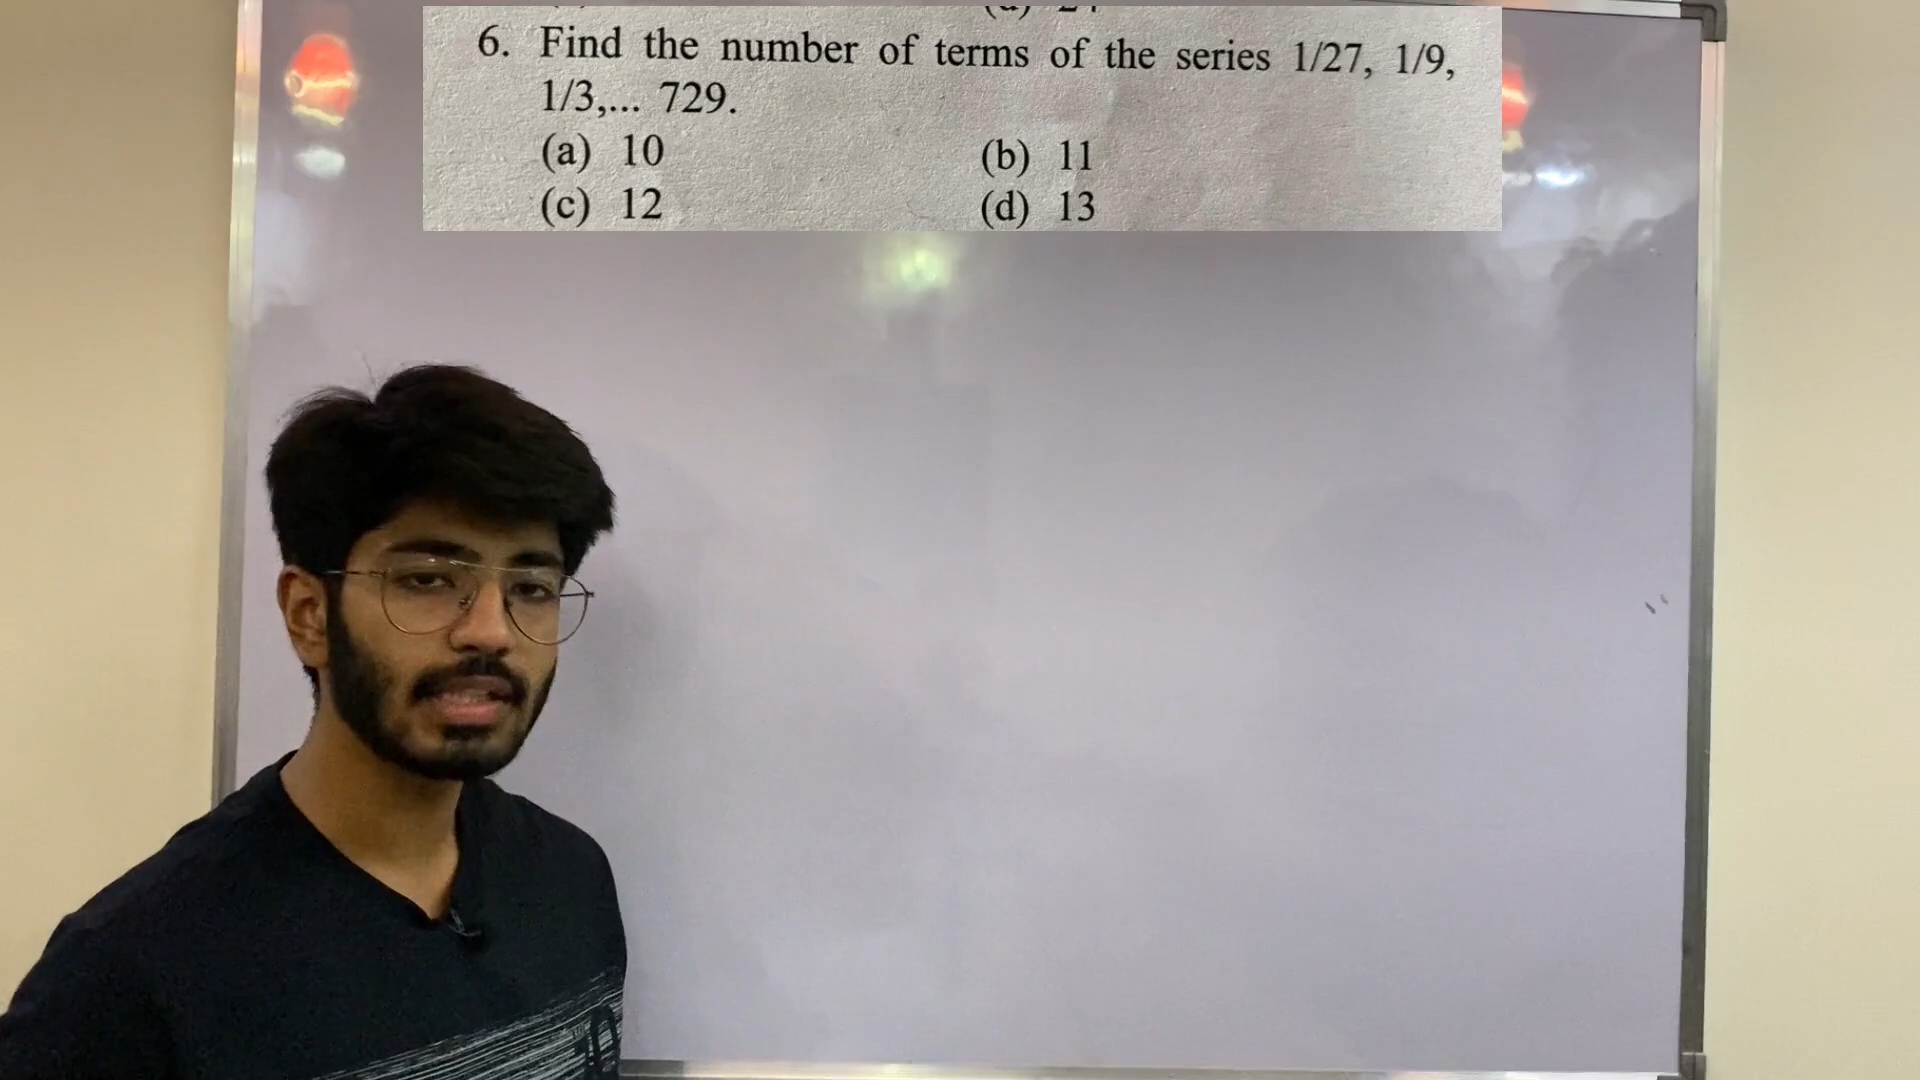 6. Find the number of terms of the series 1/27, 1/9,
1/3,... 729.
(a) 10 (b) 11
(c) 12 (d) 13